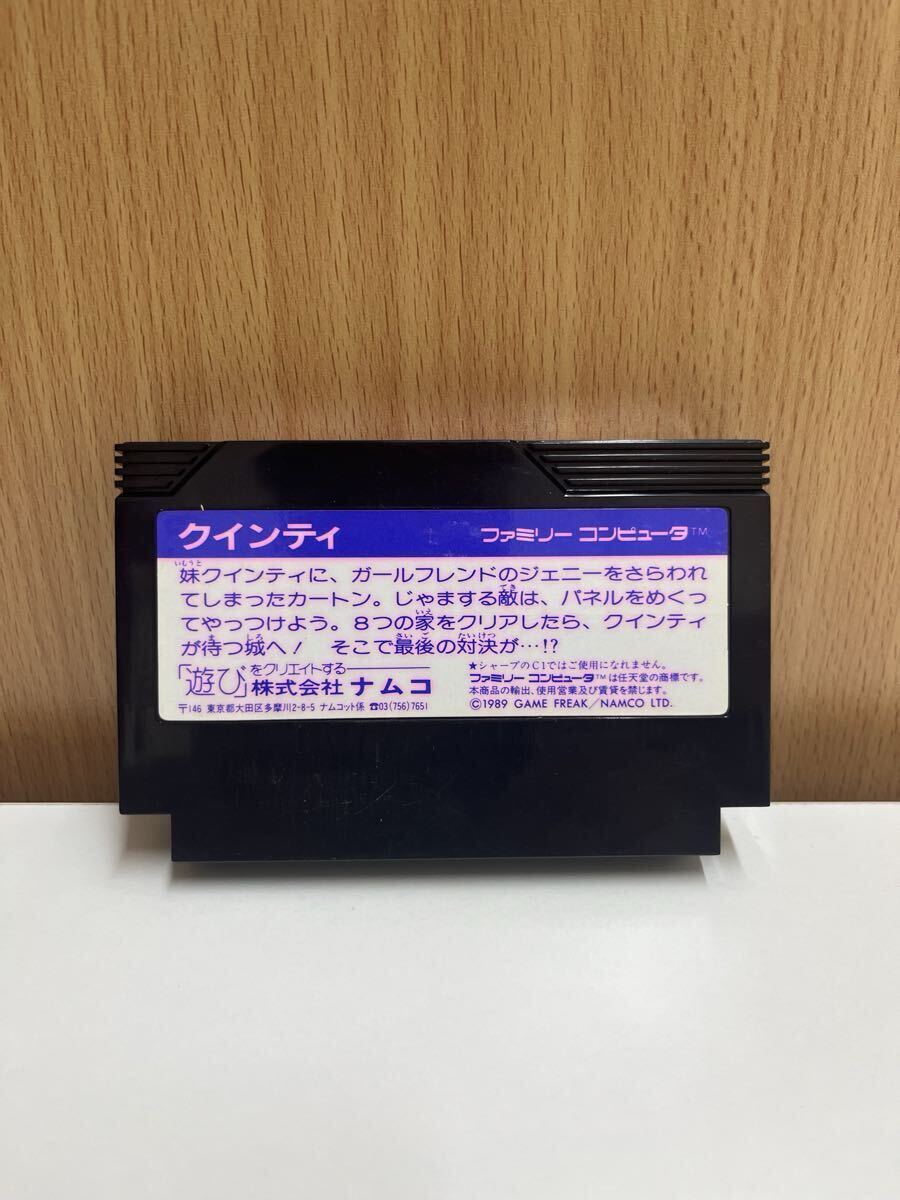 クインティ ファミリー コンピュータ™
妹クインティに、ガールフレンドのジェニーをさらわれ
てしまったカートン。じゃまする敵は、パネルをめくっ
てやっつけよう。8つの家をクリアしたら、クインティ
が待つ城へ! そこで最後の対決が…!?
「遊び」をクリエイトする
株式会社 ナムコ
〒146 東京都大田区多摩川2-8-5 ナムコット係 ☎03(756)7651
★シャープのC1ではご使用になれません。
ファミリー コンピュータ™は任天堂の商標です。
本商品の輸出、使用営業及び賃貸を禁じます。
©1989 GAME FREAK/NAMCO LTD.